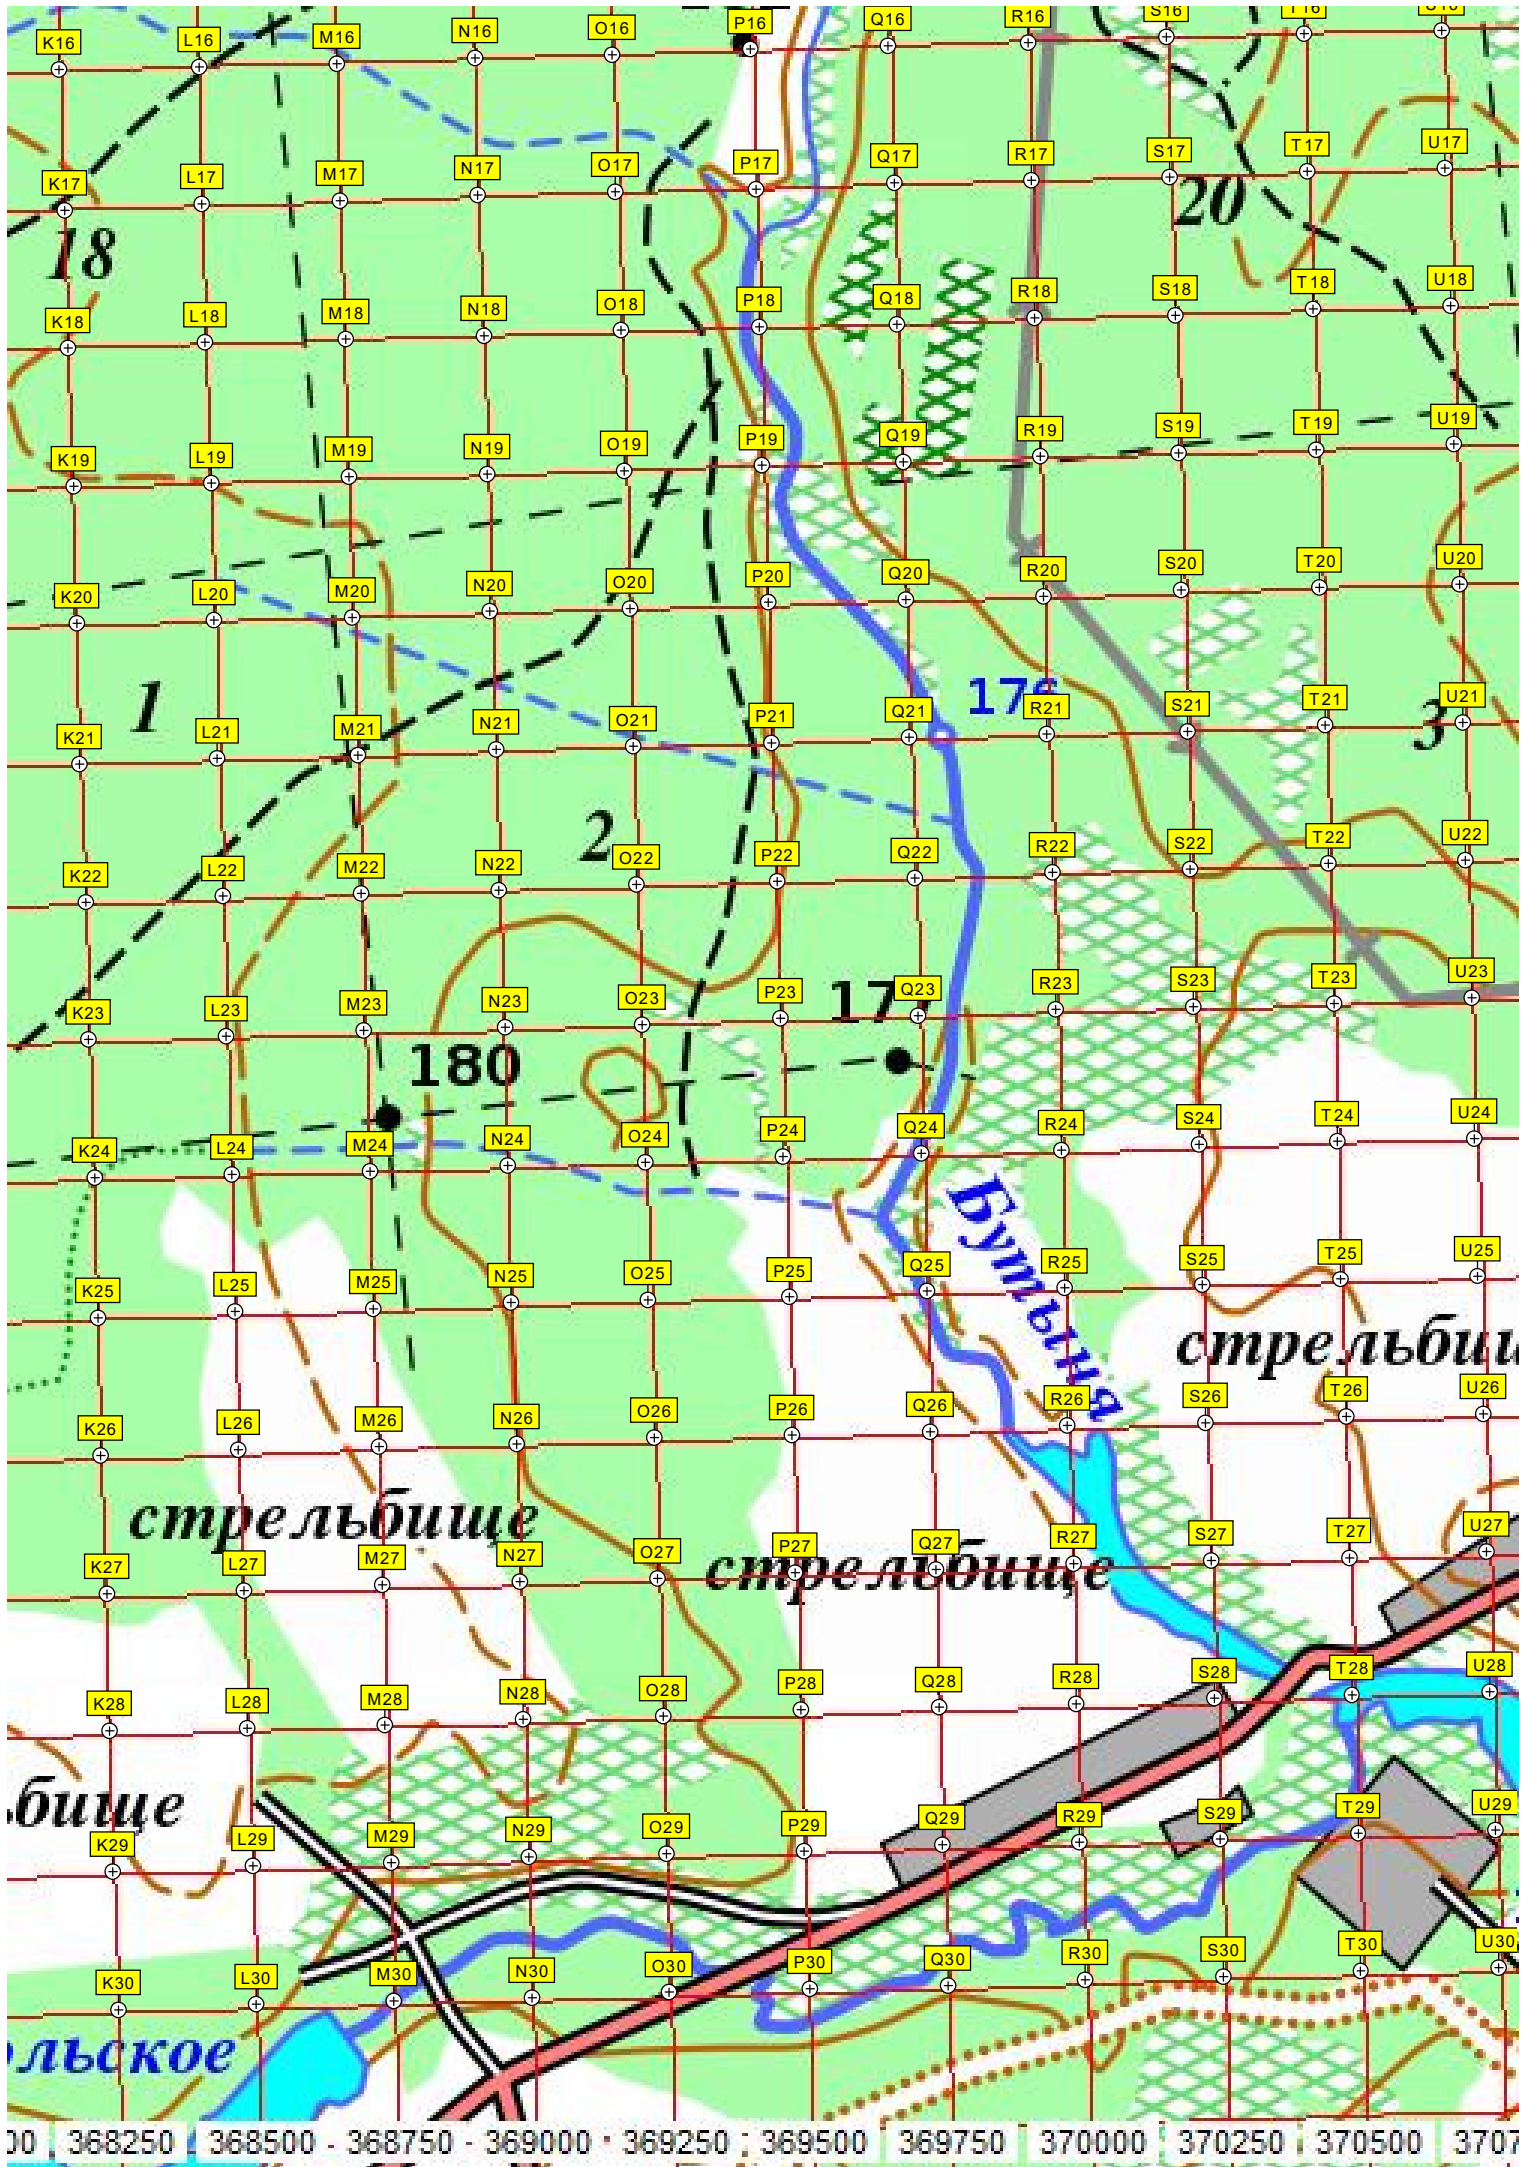 K16 L16 M16 N16 O16 P16 Q16 R16 S16 T16 U16
K17 L17 M17 N17 O17 P17 Q17 R17 S17 T17 U17
18
20
K18 L18 M18 N18 O18 P18 Q18 R18 S18 T18 U18
K19 L19 M19 N19 O19 P19 Q19 R19 S19 T19 U19
K20 L20 M20 N20 O20 P20 Q20 R20 S20 T20 U20
1
3
K21 L21 M21 N21 O21 P21 Q21 R21 S21 T21 U21
2
K22 L22 M22 N22 O22 P22 Q22 R22 S22 T22 U22
K23 L23 M23 N23 O23 P23 Q23 R23 S23 T23 U23
180
K24 L24 M24 N24 O24 P24 Q24 R24 S24 T24 U24
Бутыня
K25 L25 M25 N25 O25 P25 Q25 R25 S25 T25 U25
стрельбищ
K26 L26 M26 N26 O26 P26 Q26 R26 S26 T26 U26
стрельбище
стрельбище
K27 L27 M27 N27 O27 P27 Q27 R27 S27 T27 U27
K28 L28 M28 N28 O28 P28 Q28 R28 S28 T28 U28
ьбище
K29 L29 M29 N29 O29 P29 Q29 R29 S29 T29 U29
K30 L30 M30 N30 O30 P30 Q30 R30 S30 T30 U30
ольское
00 368250 368500 368750 369000 369250 369500 369750 370000 370250 370500 3707